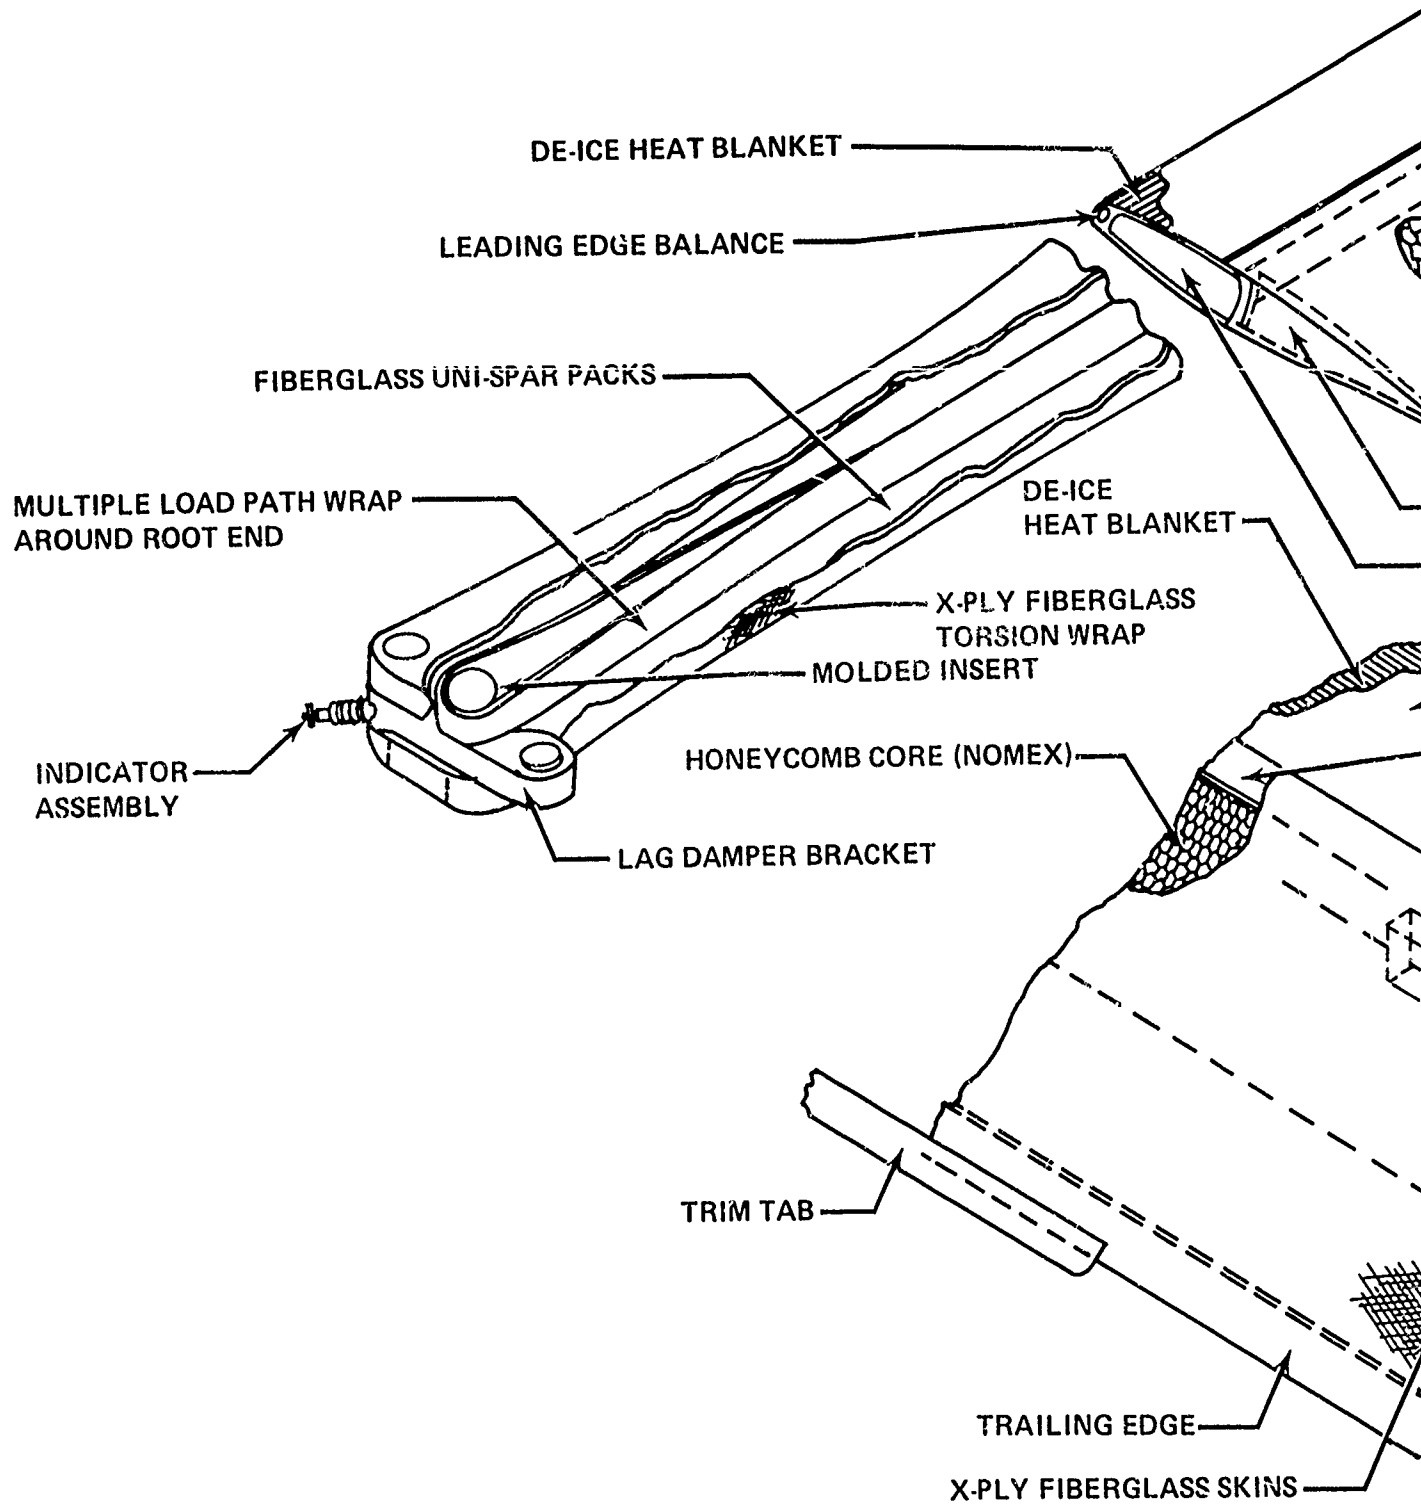 DE-ICE HEAT BLANKET
LEADING EDGE BALANCE
FIBERGLASS UNI-SPAR PACKS
MULTIPLE LOAD PATH WRAP
AROUND ROOT END
DE-ICE
HEAT BLANKET
X-PLY FIBERGLASS
TORSION WRAP
MOLDED INSERT
INDICATOR
ASSEMBLY
HONEYCOMB CORE (NOMEX)
LAG DAMPER BRACKET
TRIM TAB
TRAILING EDGE
X-PLY FIBERGLASS SKINS